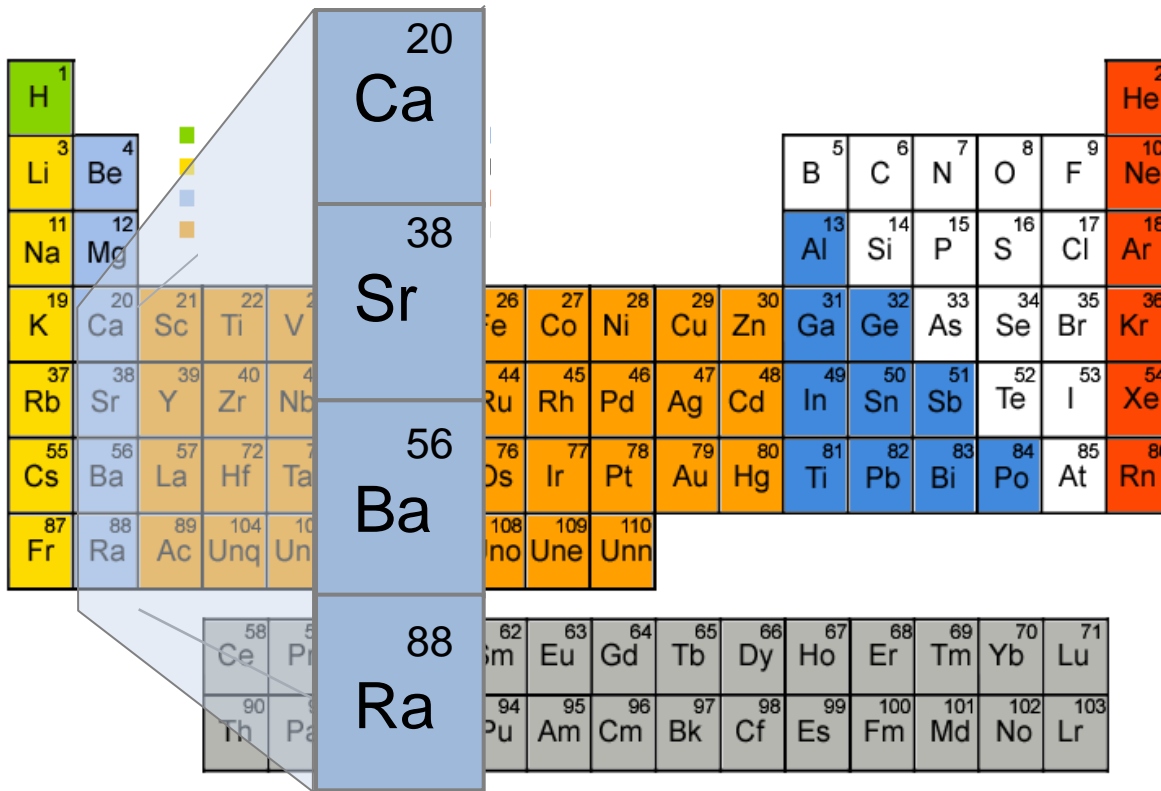 20
Ca
38
Sr
56
Ba
88
Ra
1 2
H He
3 4 5 6 7 8 9 10
Li Be B C N O F Ne
11 12 13 14 15 16 17 18
Na Mg Al Si P S Cl Ar
19 20 21 22 26 27 28 29 30 31 32 33 34 35 36
K Ca Sc Ti V Fe Co Ni Cu Zn Ga Ge As Se Br Kr
37 38 39 40 44 45 46 47 48 49 50 51 52 53 54
Rb Sr Y Zr Nb Ru Rh Pd Ag Cd In Sn Sb Te I Xe
55 56 57 72 76 77 78 79 80 81 82 83 84 85
Cs Ba La Hf Ta Os Ir Pt Au Hg Ti Pb Bi Po At Rn
87 88 89 104 108 109 110
Fr Ra Ac Unq Un Uno Une Unn
58 62 63 64 65 66 67 68 69 70 71
Ce Pr Sm Eu Gd Tb Dy Ho Er Tm Yb Lu
90 94 95 96 97 98 99 100 101 102 103
Th Pa Pu Am Cm Bk Cf Es Fm Md No Lr